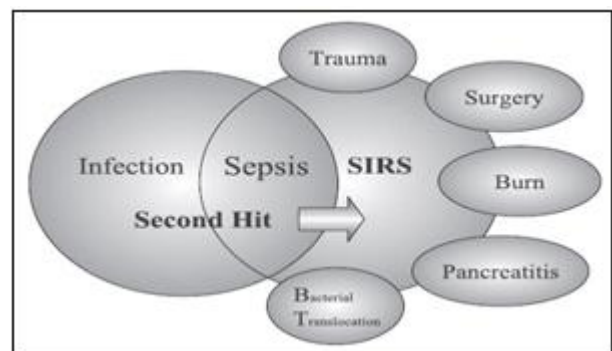 Trauma
Surgery
Infection
Sepsis
SIRS
Burn
Second Hit
Pancreatitis
Bacterial
Translocation